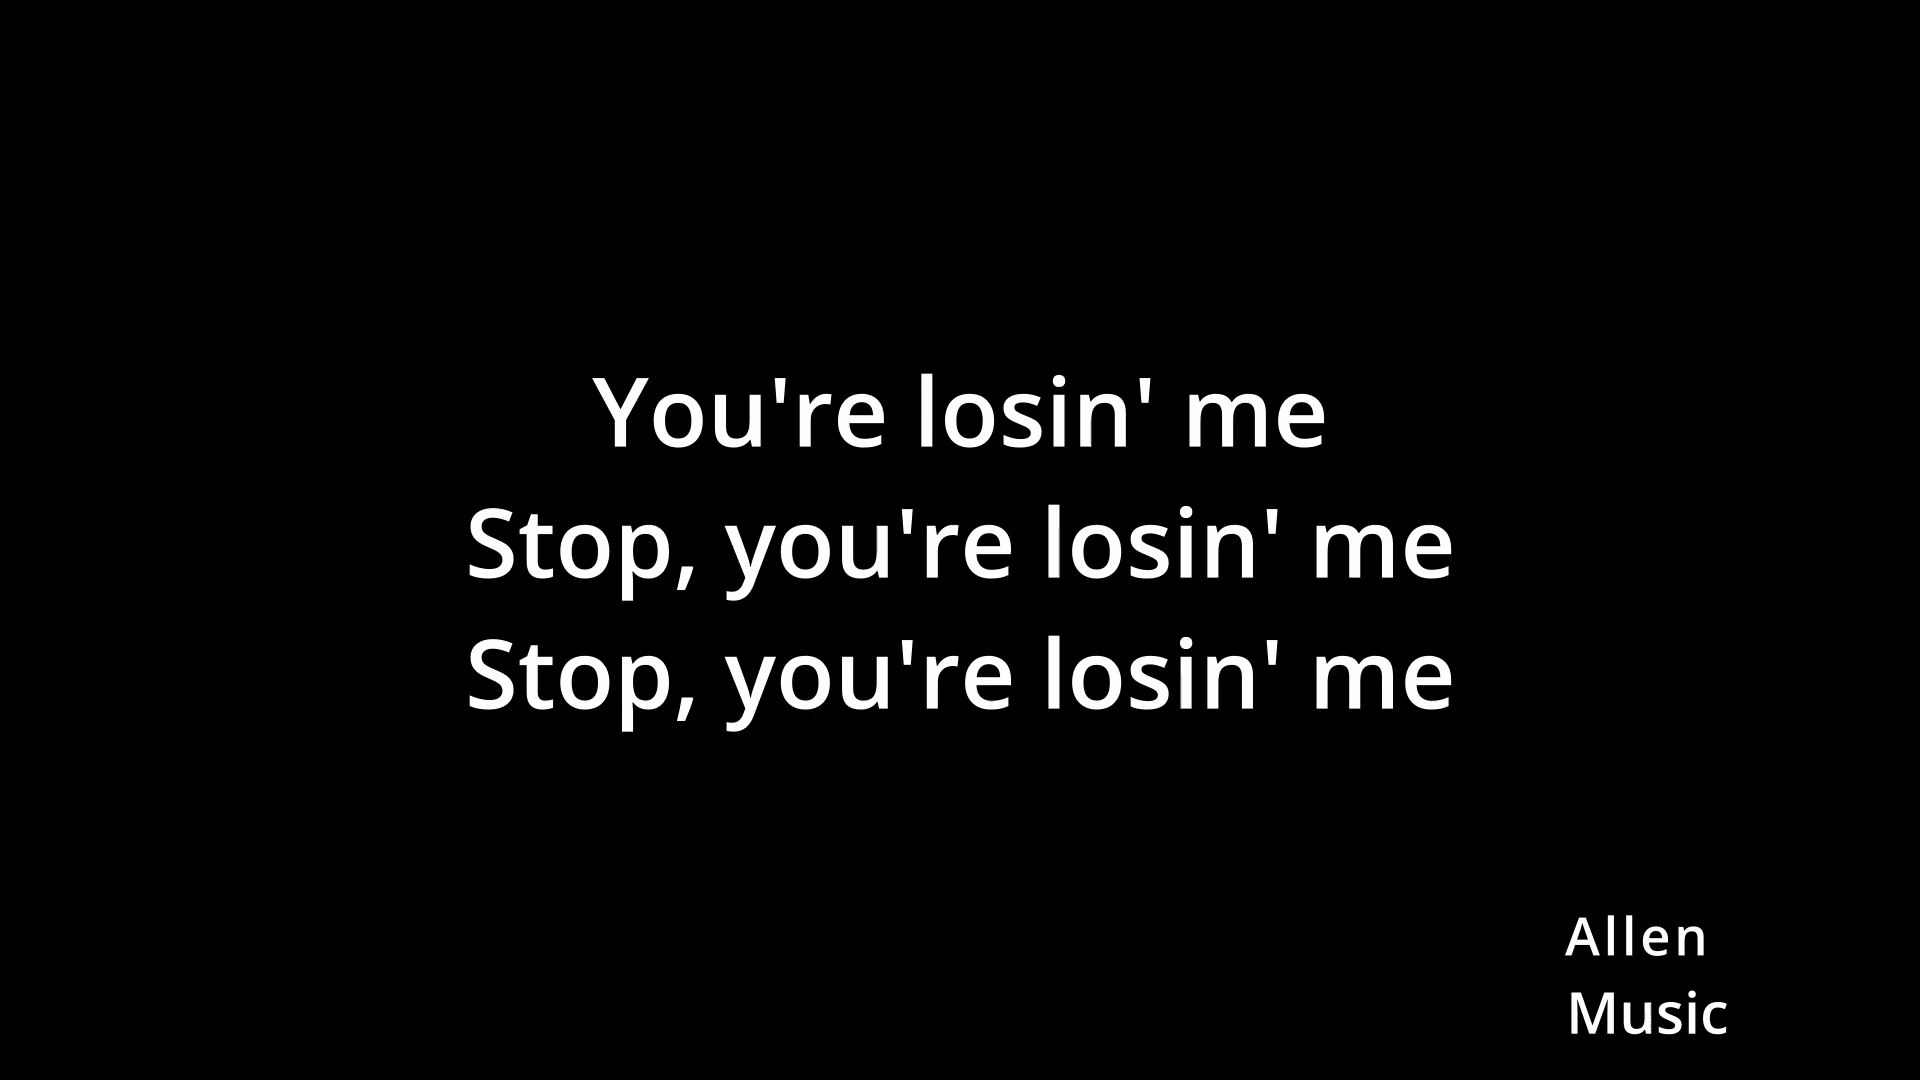 You're losin' me
Stop, you're losin' me
Stop, you're losin' me
Allen
Music